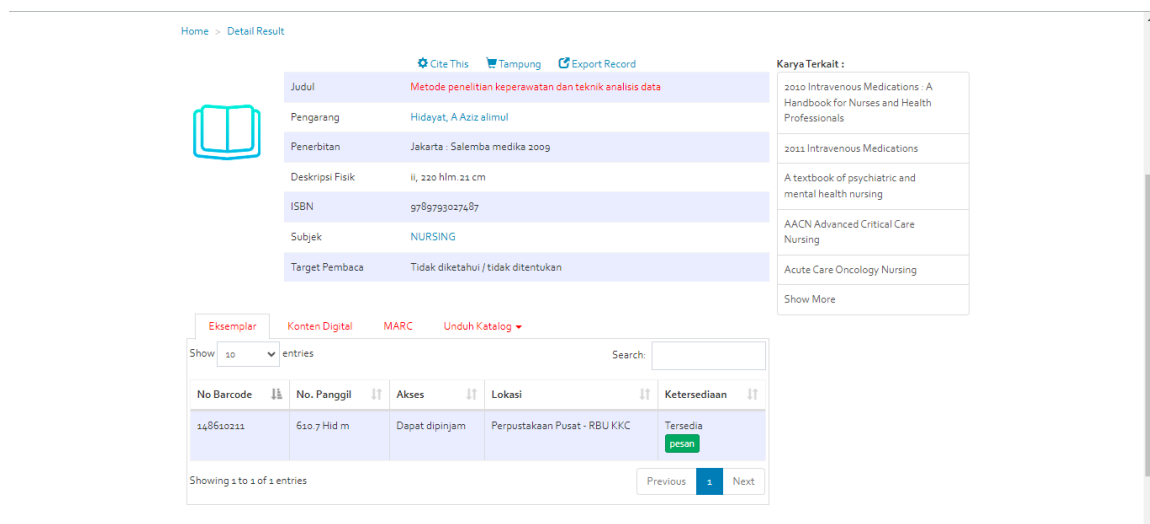 Home > Detail Result
Cite This Tampung Export Record
Judul Metode penelitian keperawatan dan teknik analisis data
Pengarang Hidayat, A Aziz alimul
Penerbitan Jakarta : Salemba medika 2009
Deskripsi Fisik ii, 220 hlm.21 cm
ISBN 9789793027487
Subjek NURSING
Target Pembaca Tidak diketahui / tidak ditentukan
Karya Terkait :
2010 Intravenous Medications : A
Handbook for Nurses and Health
Professionals
2011 Intravenous Medications
A textbook of psychiatric and
mental health nursing
AACN Advanced Critical Care
Nursing
Acute Care Oncology Nursing
Show More
Eksemplar Konten Digital MARC Unduh Katalog
Show 10 entries Search:
No Barcode No. Panggil Akses Lokasi Ketersediaan
148610211 610.7 Hid m Dapat dipinjam Perpustakaan Pusat - RBU KKC Tersedia
pesan
Showing 1 to 1 of 1 entries Previous 1 Next